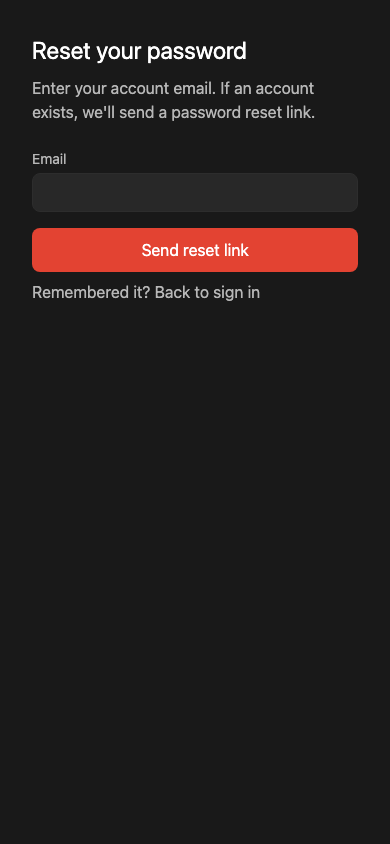 Reset your password
Enter your account email. If an account
exists, we'll send a password reset link.
Email
Send reset link
Remembered it? Back to sign in